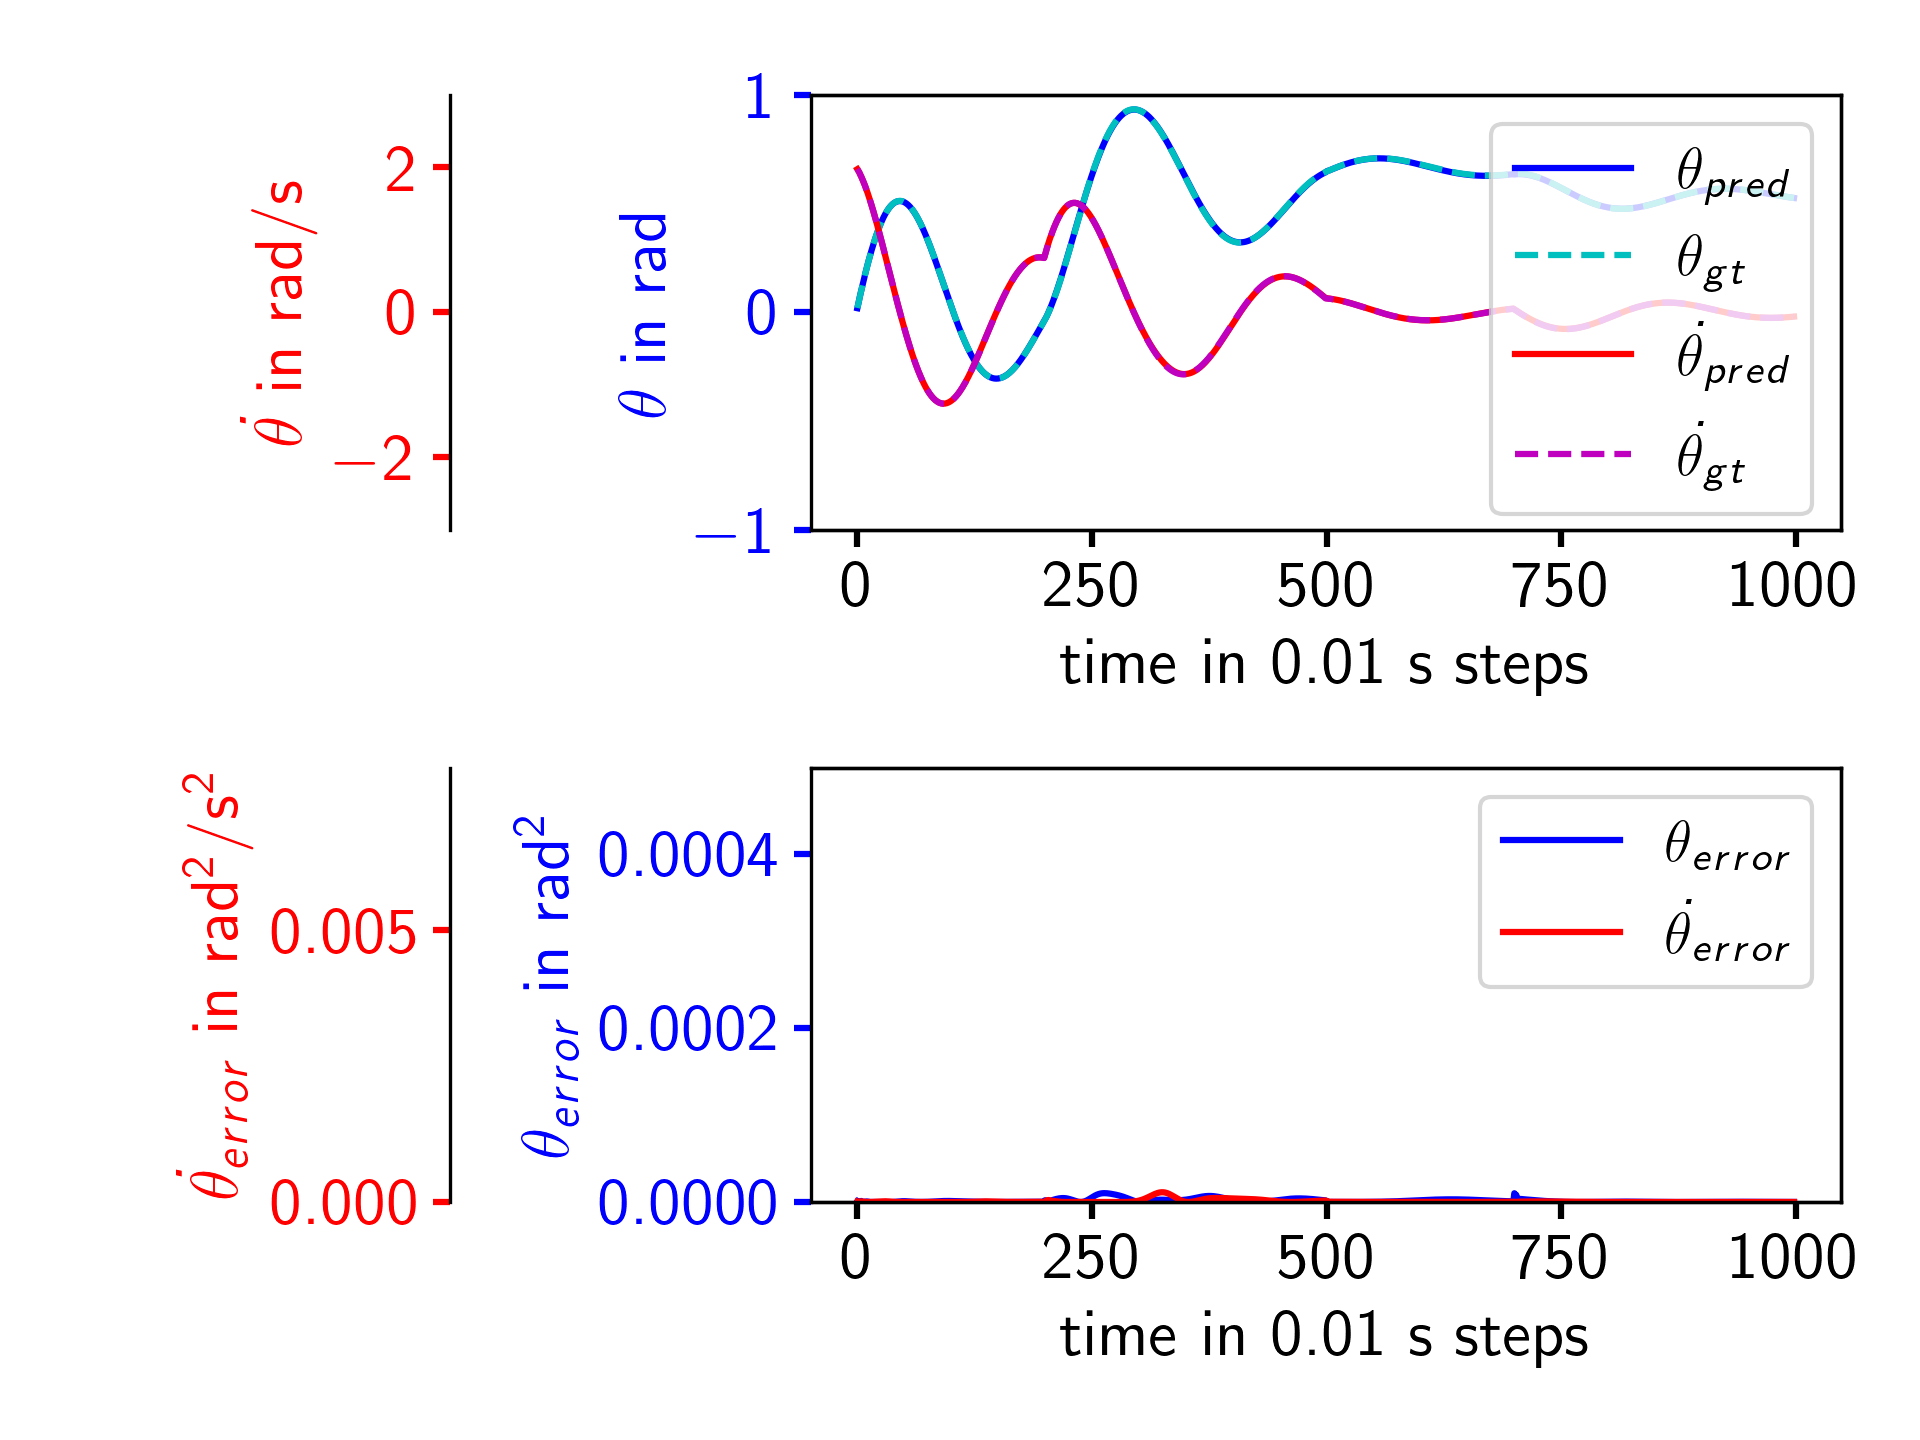 θ̇ in rad/s
2
0
−2
θ in rad
1
0
−1
θ_pred
θ_gt
θ̇_pred
θ̇_gt
0 250 500 750 1000
time in 0.01 s steps
θ̇_error in rad²/s²
0.005
0.000
θ_error in rad²
0.0004
0.0002
0.0000
θ_error
θ̇_error
0 250 500 750 1000
time in 0.01 s steps